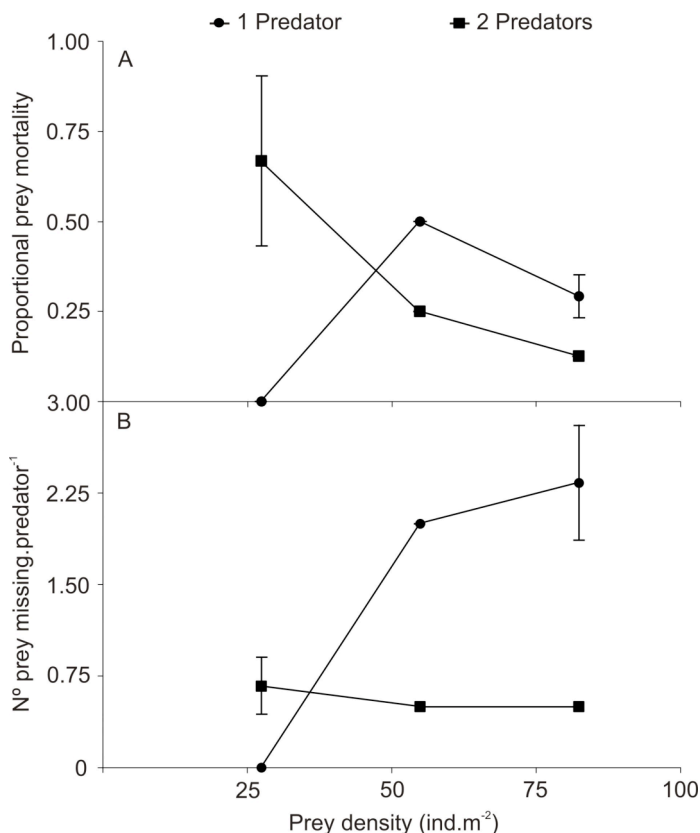 1 Predator 2 Predators
A
Proportional prey mortality
1.00
0.75
0.50
0.25
3.00
B
Nº prey missing.predator⁻¹
2.25
1.50
0.75
0
25 50 75 100
Prey density (ind.m⁻²)